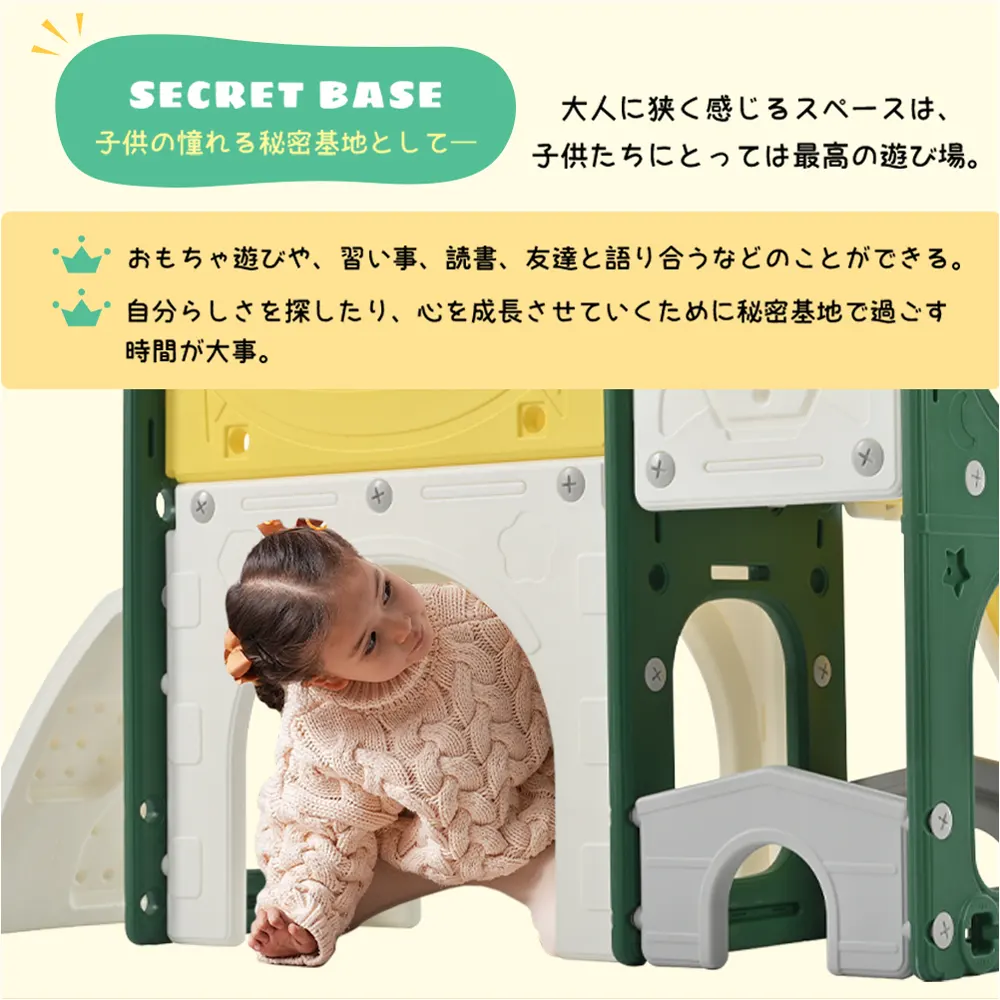 SECRET BASE
子供の憧れる秘密基地として―
大人に狭く感じるスペースは、
子供たちにとっては最高の遊び場。
おもちゃ遊びや、習い事、読書、友達と語り合うなどのことができる。
自分らしさを探したり、心を成長させていくために秘密基地で過ごす
時間が大事。